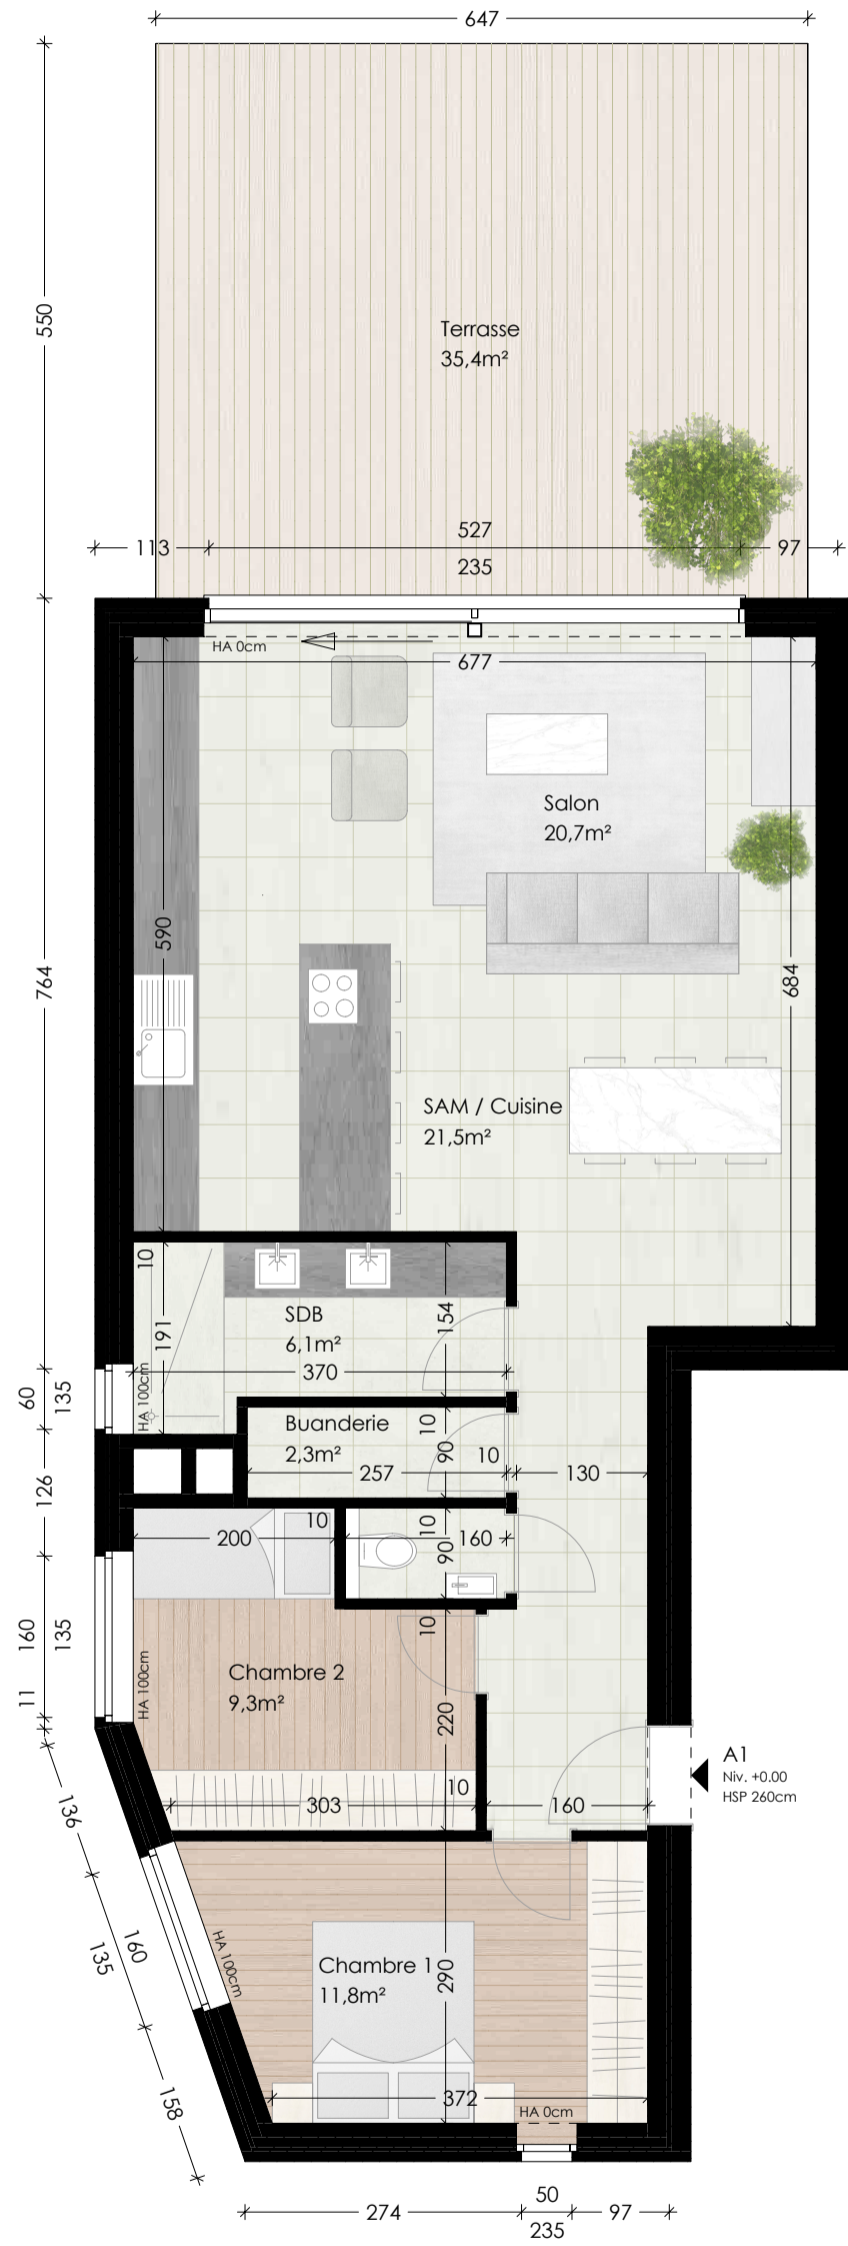 647
550
Terrasse
35,4m²
113
527
97
235
HA 0cm
677
Salon
20,7m²
590
764
684
SAM / Cuisine
21,5m²
10
SDB
6,1m²
154
191
370
HA 100cm
60
135
Buanderie
2,3m²
10
90
10
257
130
126
200
10
10
90
160
160
135
11
HA 100cm
10
Chambre 2
9,3m²
220
10
303
160
A1
Niv. +0.00
HSP 260cm
136
160
135
HA 100cm
Chambre 1
11,8m²
290
158
372
HA 0cm
274
50
97
235